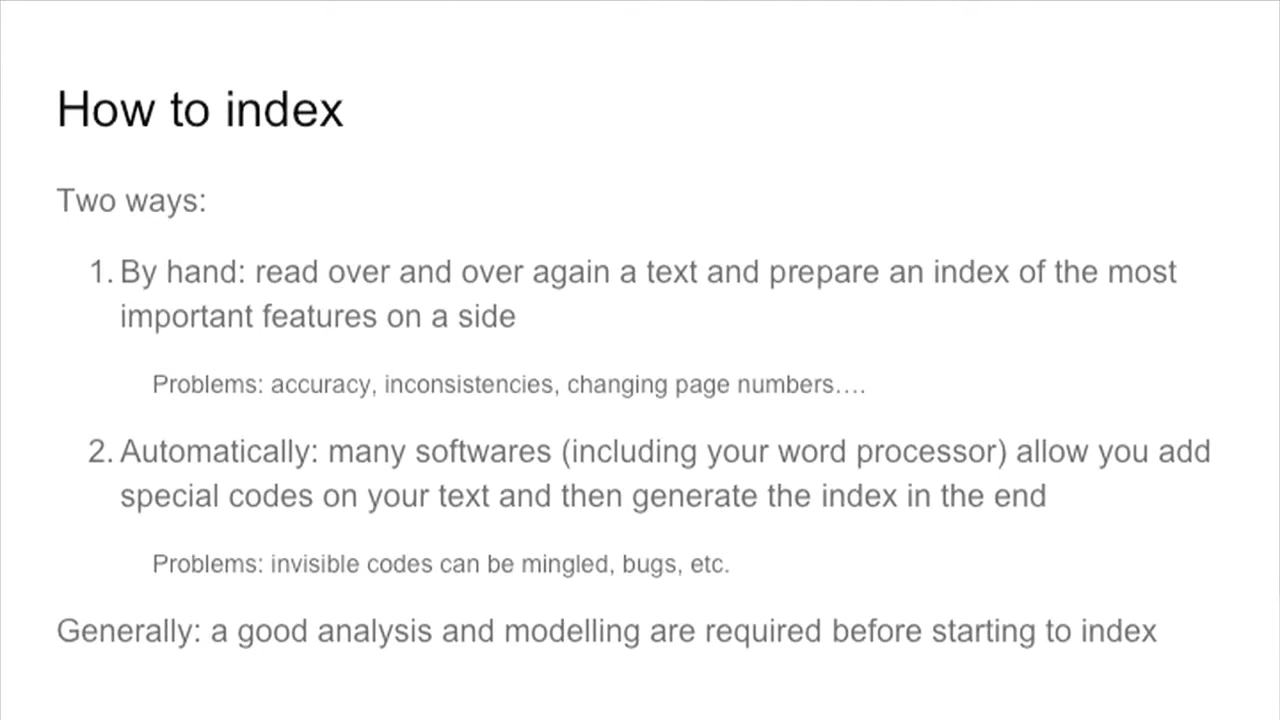 How to index
Two ways:
1. By hand: read over and over again a text and prepare an index of the most
important features on a side
Problems: accuracy, inconsistencies, changing page numbers….
2. Automatically: many softwares (including your word processor) allow you add
special codes on your text and then generate the index in the end
Problems: invisible codes can be mingled, bugs, etc.
Generally: a good analysis and modelling are required before starting to index